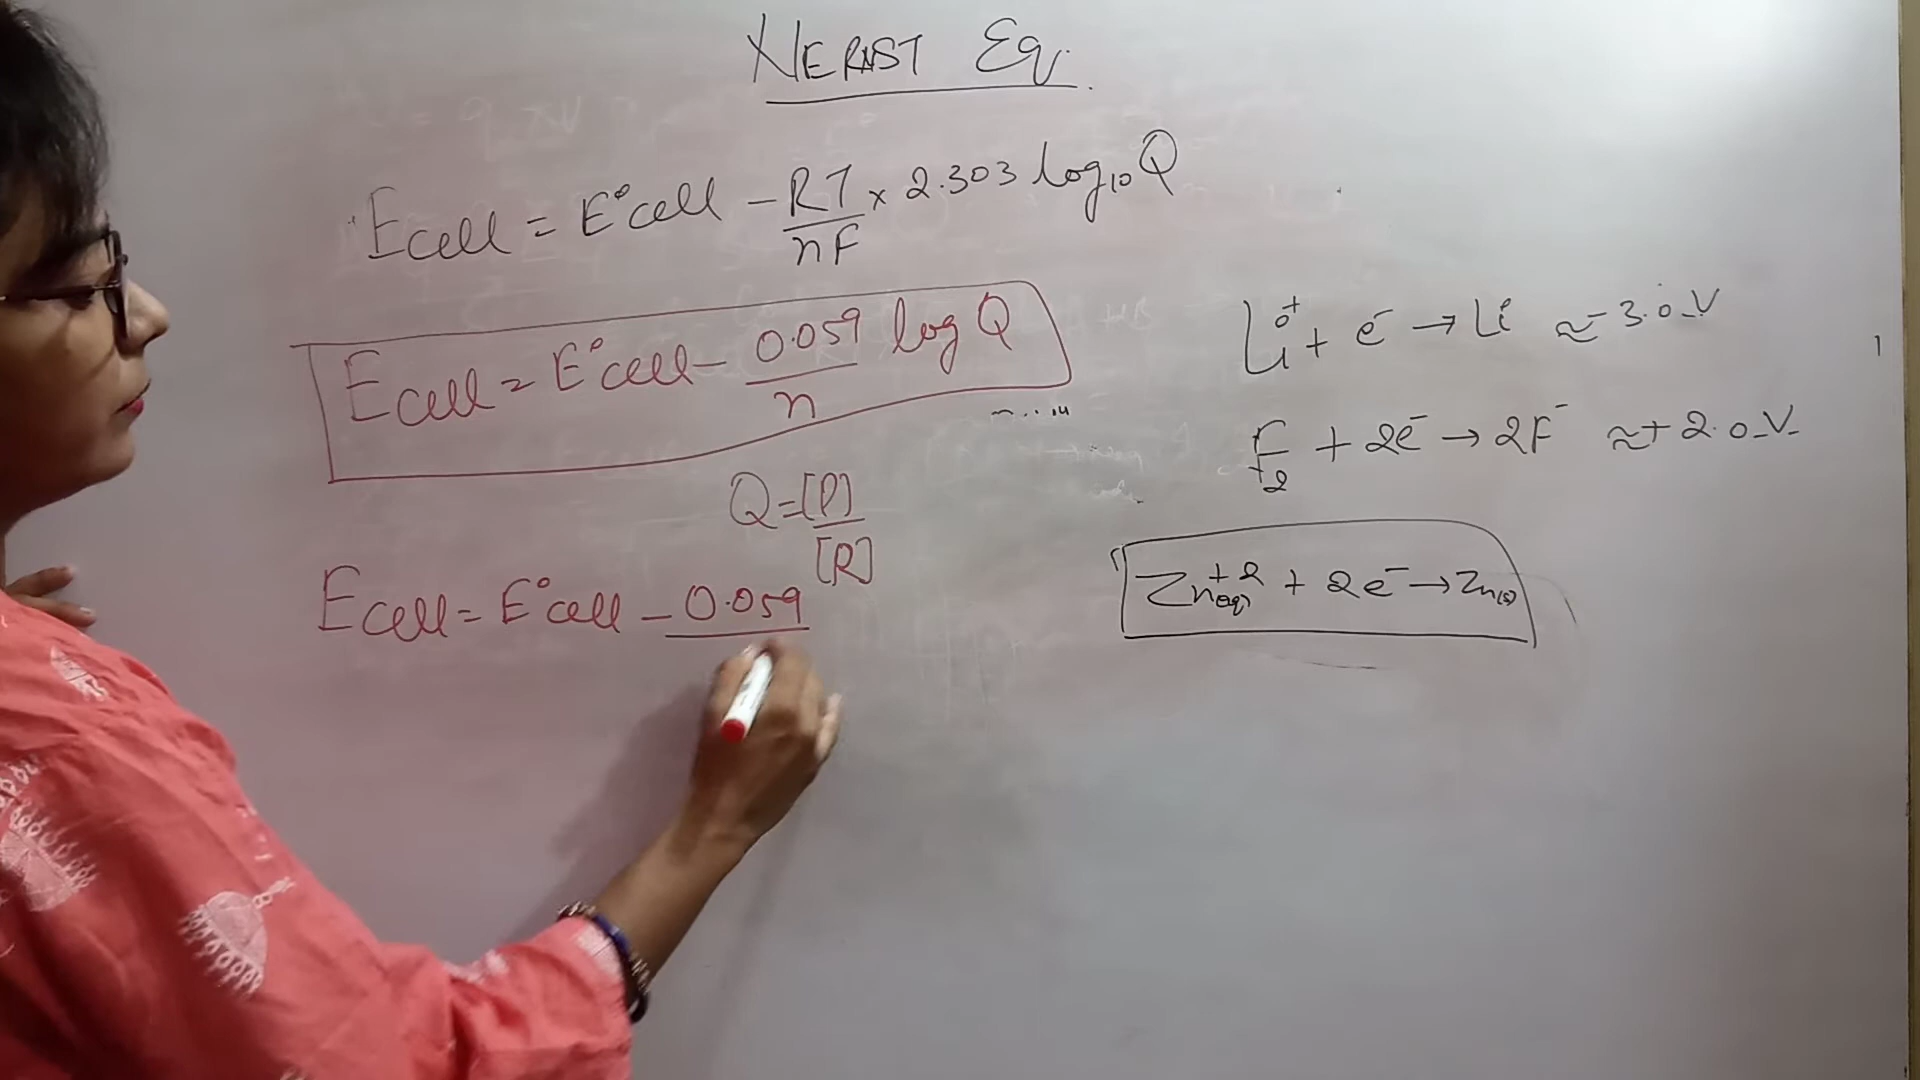 NERNST Eq.
Ecell = E°cell - RT/nF × 2.303 log₁₀ Q
Ecell = E°cell - 0.059/n log Q
Q = [P]/[R]
Ecell = E°cell - 0.059
Li⁺ + e⁻ → Li ≈ -3.0 V
F₂ + 2e⁻ → 2F⁻ ≈ +2.0 V
Zn⁺²(aq) + 2e⁻ → Zn(s)